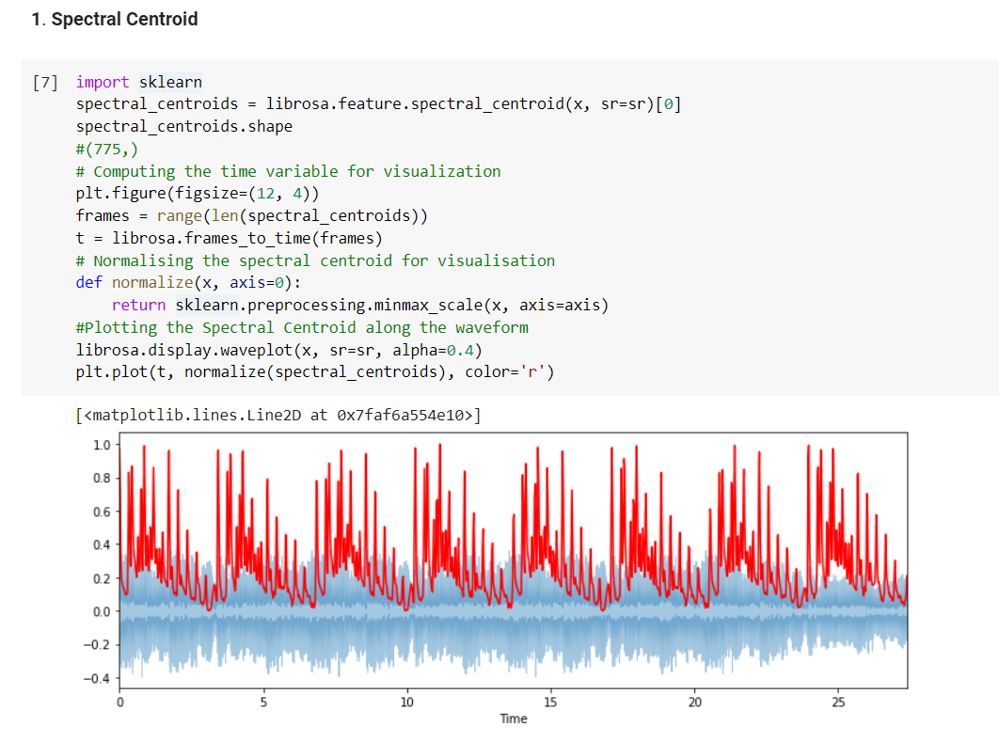 1. Spectral Centroid
[7] import sklearn
spectral_centroids = librosa.feature.spectral_centroid(x, sr=sr)[0]
spectral_centroids.shape
#(775,)
# Computing the time variable for visualization
plt.figure(figsize=(12, 4))
frames = range(len(spectral_centroids))
t = librosa.frames_to_time(frames)
# Normalising the spectral centroid for visualisation
def normalize(x, axis=0):
    return sklearn.preprocessing.minmax_scale(x, axis=axis)
#Plotting the Spectral Centroid along the waveform
librosa.display.waveplot(x, sr=sr, alpha=0.4)
plt.plot(t, normalize(spectral_centroids), color='r')
[<matplotlib.lines.Line2D at 0x7faf6a554e10>]
1.0
0.8
0.6
0.4
0.2
0.0
−0.2
−0.4
0 5 10 15 20 25
Time